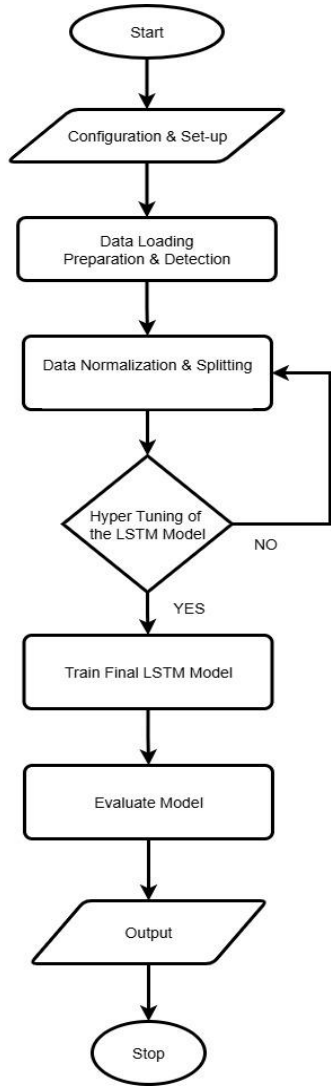 Start
Configuration & Set-up
Data Loading
Preparation & Detection
Data Normalization & Splitting
Hyper Tuning of
the LSTM Model
NO
YES
Train Final LSTM Model
Evaluate Model
Output
Stop